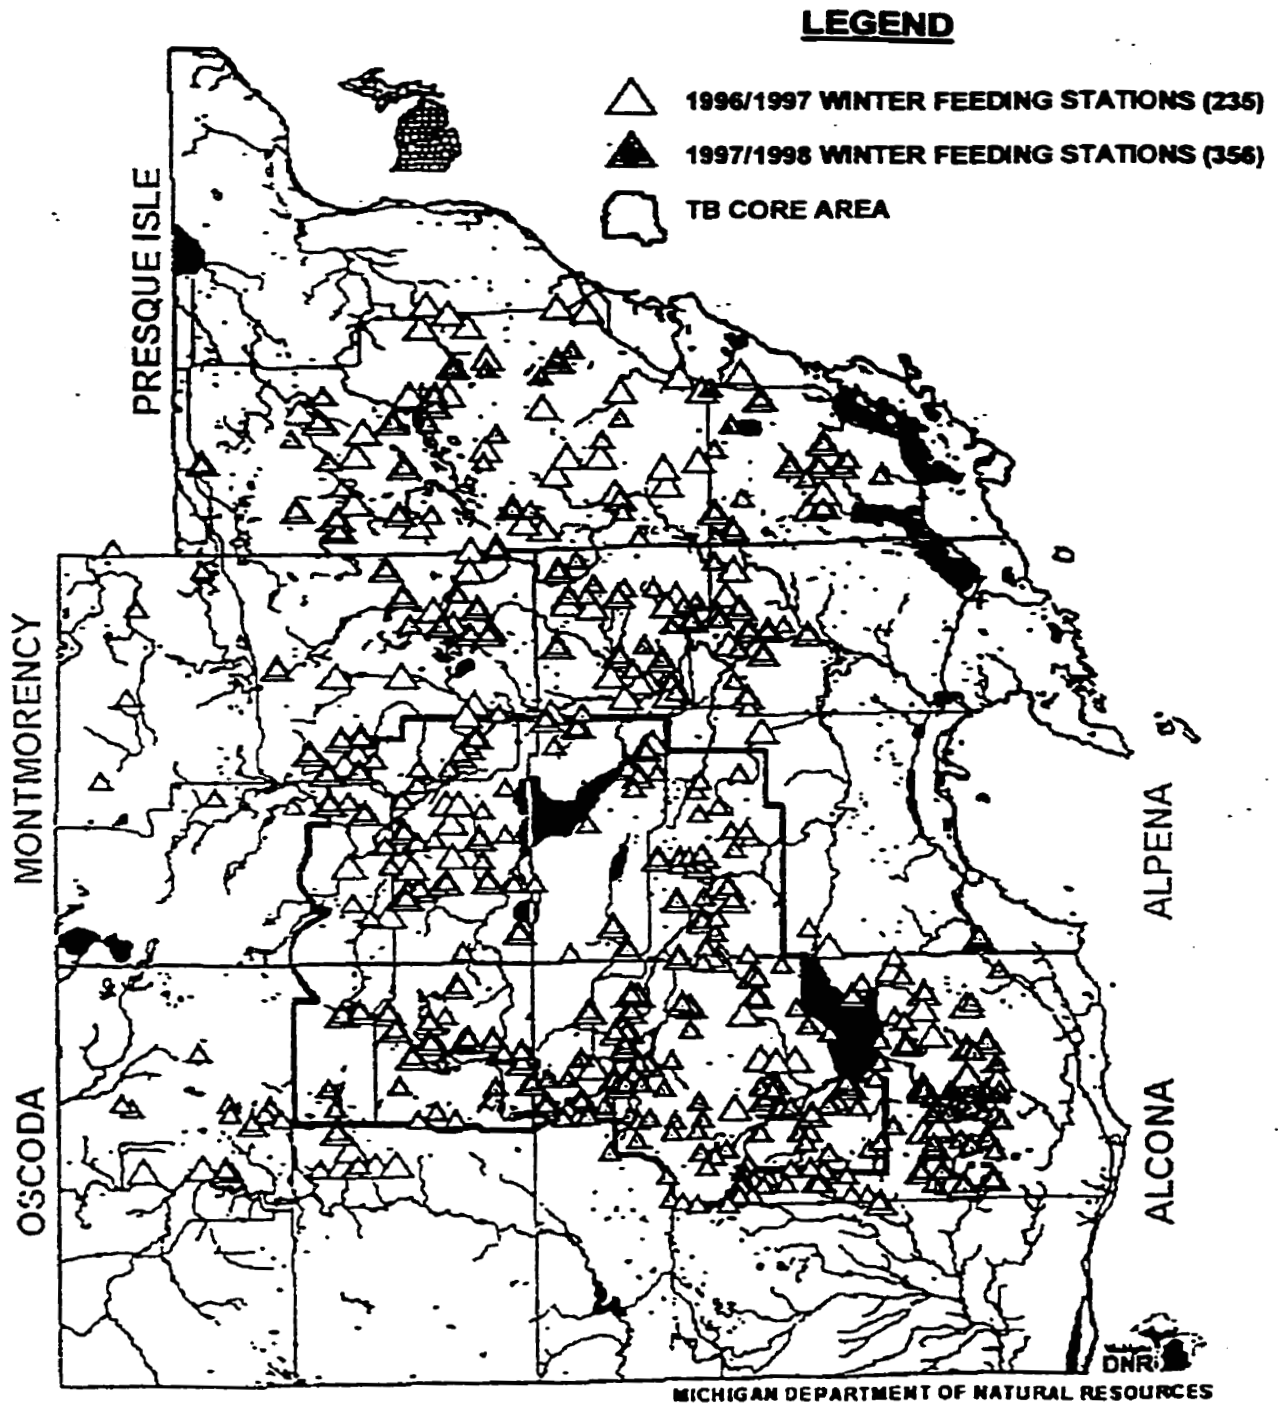 LEGEND
1996/1997 WINTER FEEDING STATIONS (235)
1997/1998 WINTER FEEDING STATIONS (356)
TB CORE AREA
PRESQUE ISLE
MONTMORENCY
ALPENA
OSCODA
ALCONA
DNR
MICHIGAN DEPARTMENT OF NATURAL RESOURCES